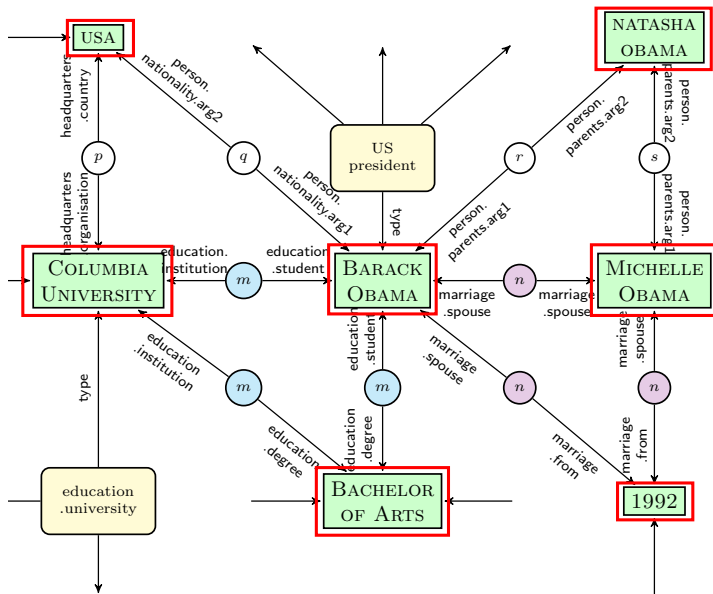 USA
NATASHA
OBAMA
headquarters
.country
person.
nationality.arg2
US
president
person.
parents.arg2
person.
parents.arg2
p
q
r
s
headquarters
.organisation
person.
nationality.arg1
type
person.
parents.arg1
person.
parents.arg1
COLUMBIA
UNIVERSITY
education.
institution
m
education
.student
BARACK
OBAMA
marriage
.spouse
n
marriage
.spouse
MICHELLE
OBAMA
type
education
.institution
m
education
.student
m
marriage
.spouse
n
marriage
.spouse
n
education
.degree
education
.degree
marriage
.from
marriage
.from
education
.university
BACHELOR
OF ARTS
1992